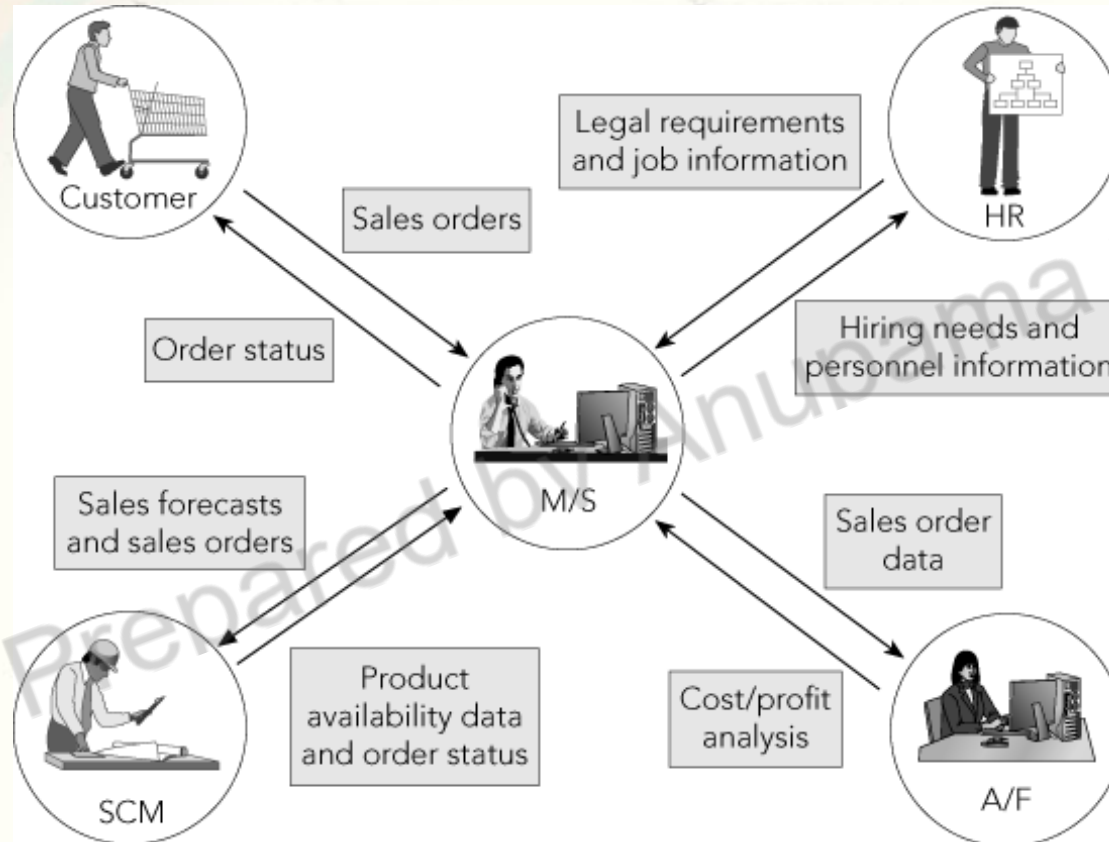 Customer
Sales orders
Order status
Legal requirements
and job information
HR
Hiring needs and
personnel information
M/S
Sales forecasts
and sales orders
SCM
Product
availability data
and order status
Sales order
data
Cost/profit
analysis
A/F
Prepared by Anupama